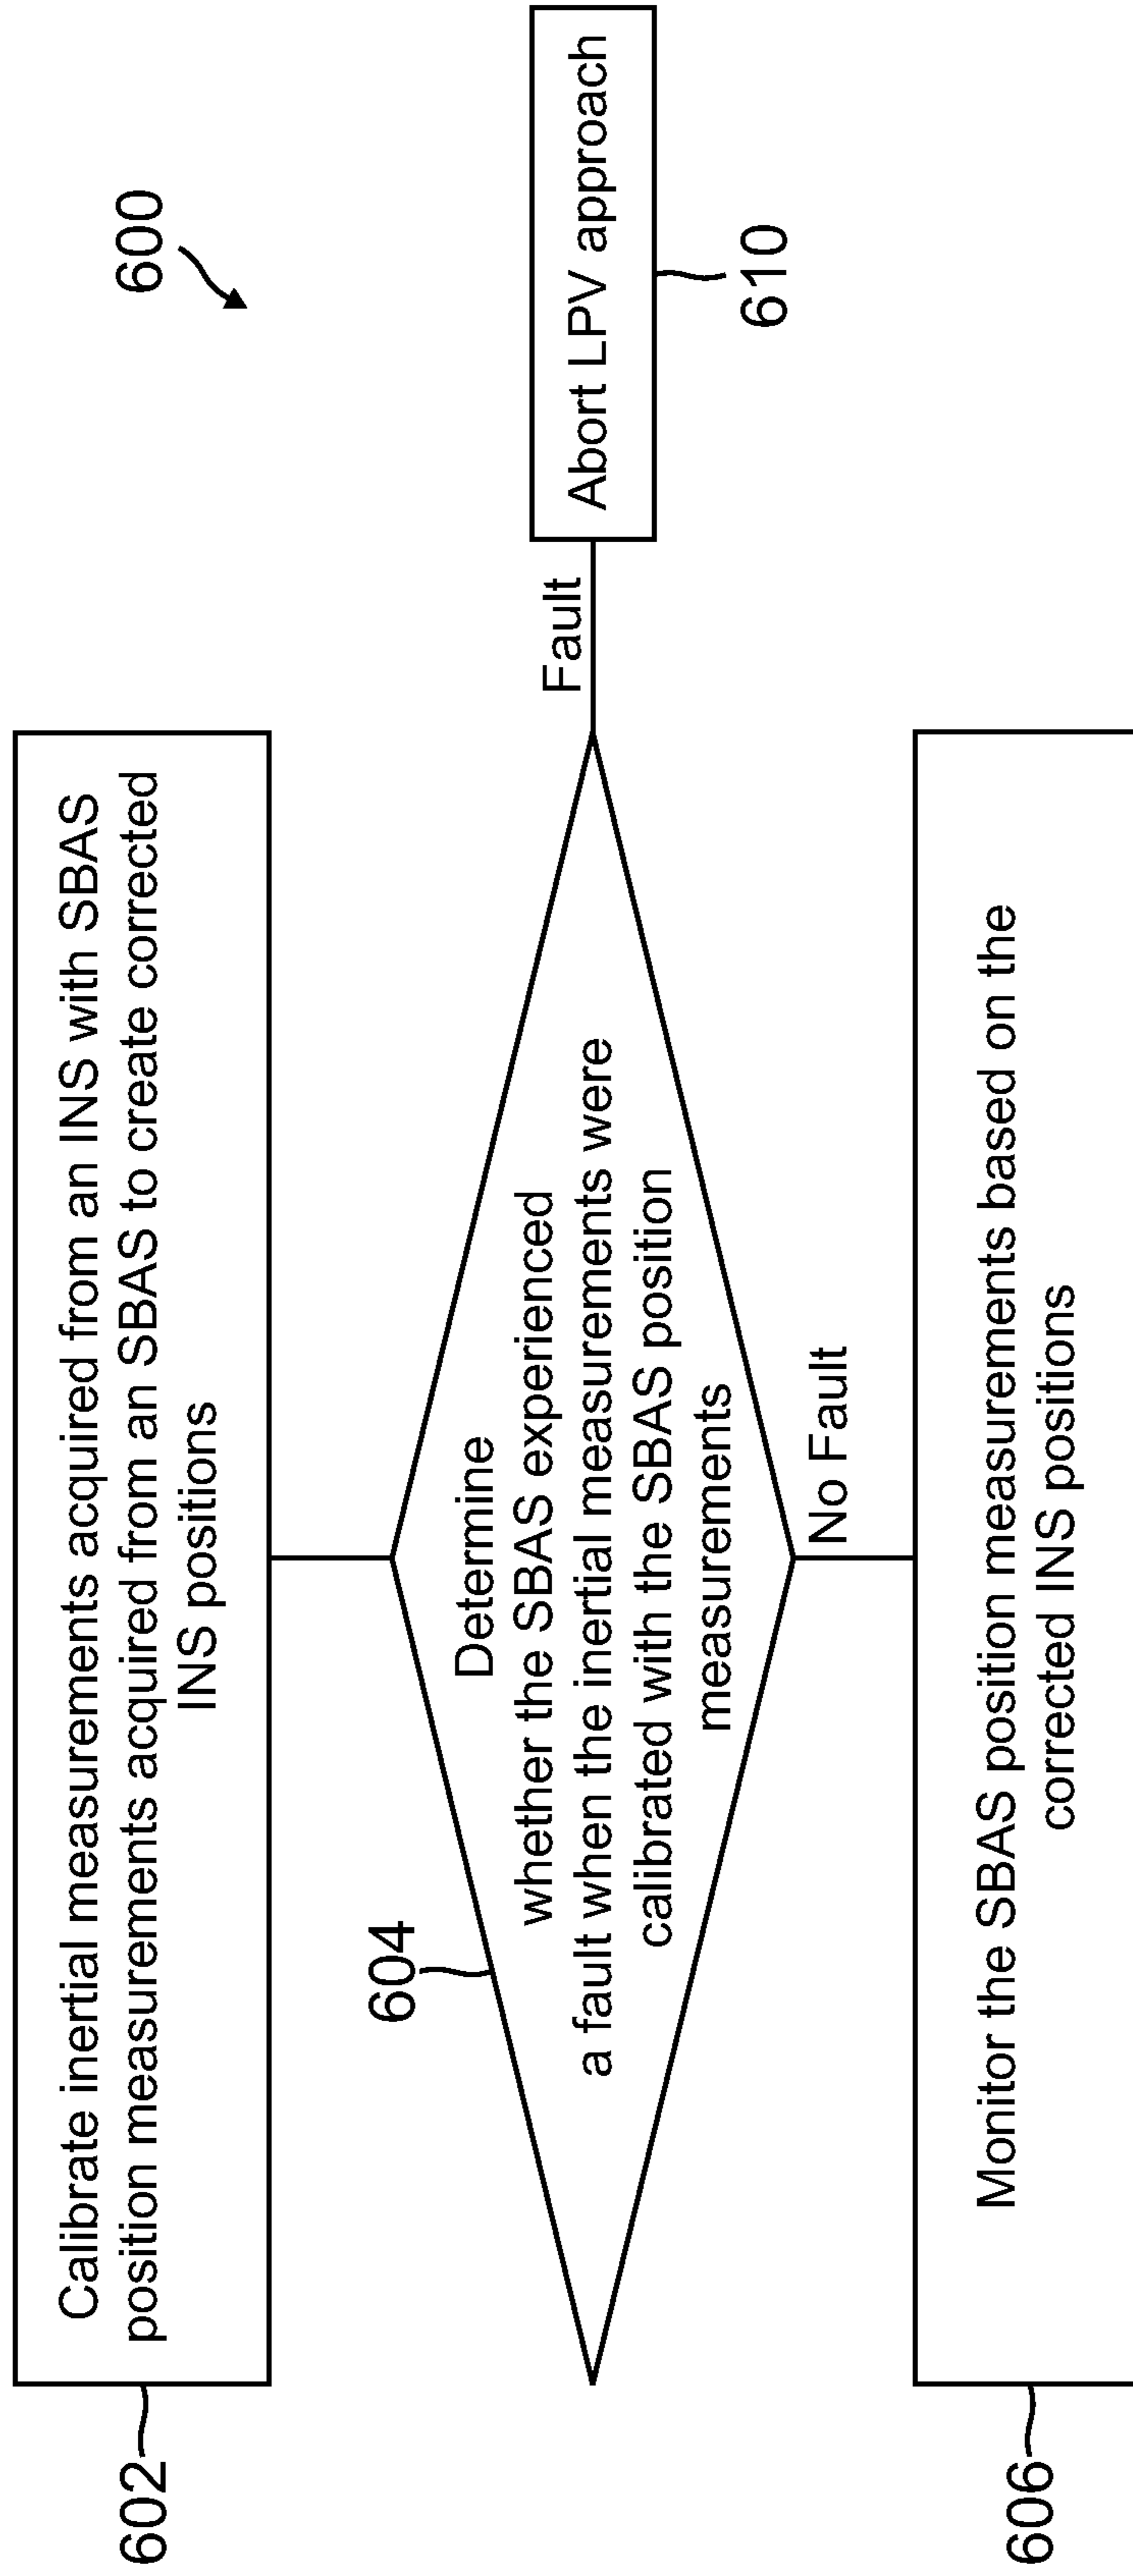 600
602
Calibrate inertial measurements acquired from an INS with SBAS
position measurements acquired from an SBAS to create corrected
INS positions
604
Determine
whether the SBAS experienced
a fault when the inertial measurements were
calibrated with the SBAS position
measurements
Fault
Abort LPV approach
610
No Fault
606
Monitor the SBAS position measurements based on the
corrected INS positions